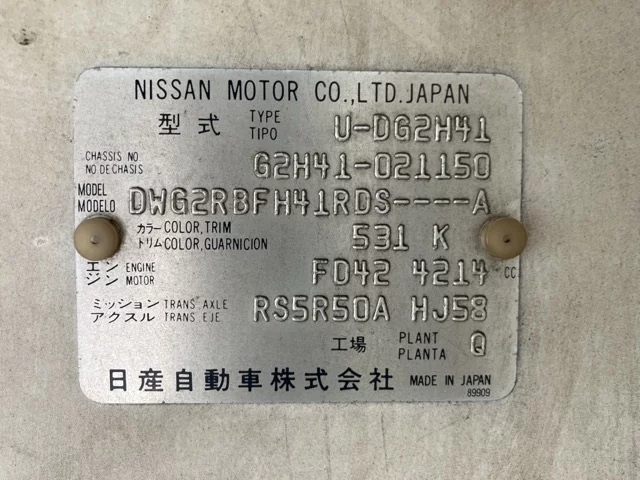 NISSAN MOTOR CO.,LTD.JAPAN
型式 TYPE TIPO U-DG2H41
CHASSIS NO NO DE CHASIS G2H41-021150
MODEL MODELO DWG2RBFH41RDS----A
カラー COLOR, TRIM トリム COLOR, GUARNICION 531 K
エンジン ENGINE MOTOR FD42 4214 CC
ミッション アクスル TRANS. AXLE TRANS. EJE RS5R50A HJ58
工場 PLANT PLANTA Q
日産自動車株式会社 MADE IN JAPAN
89909